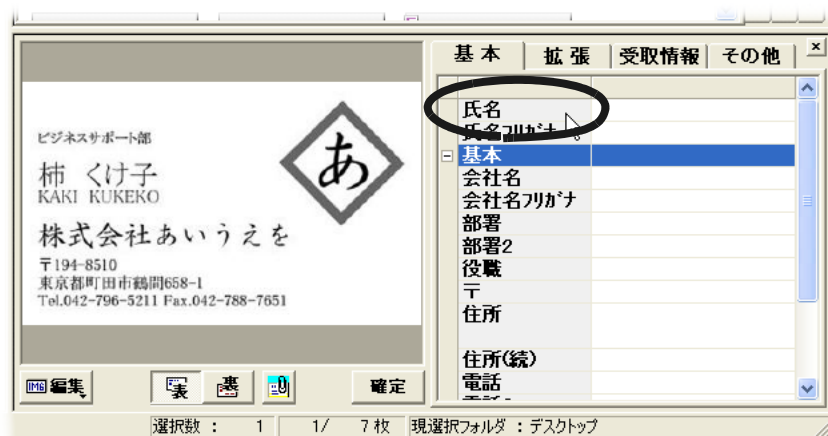 ビジネスサポート部
柿 くけ子
KAKI KUKEKO
株式会社あいうえを
〒194-8510
東京都町田市鶴間658-1
Tel.042-796-5211 Fax.042-788-7651
あ
IMG 編集
表
裏
確定
基本 拡張 受取情報 その他
氏名
氏名フリガナ
基本
会社名
会社名フリガナ
部署
部署2
役職
〒
住所
住所(続)
電話
選択数 : 1 1/ 7 枚 現選択フォルダ : デスクトップ